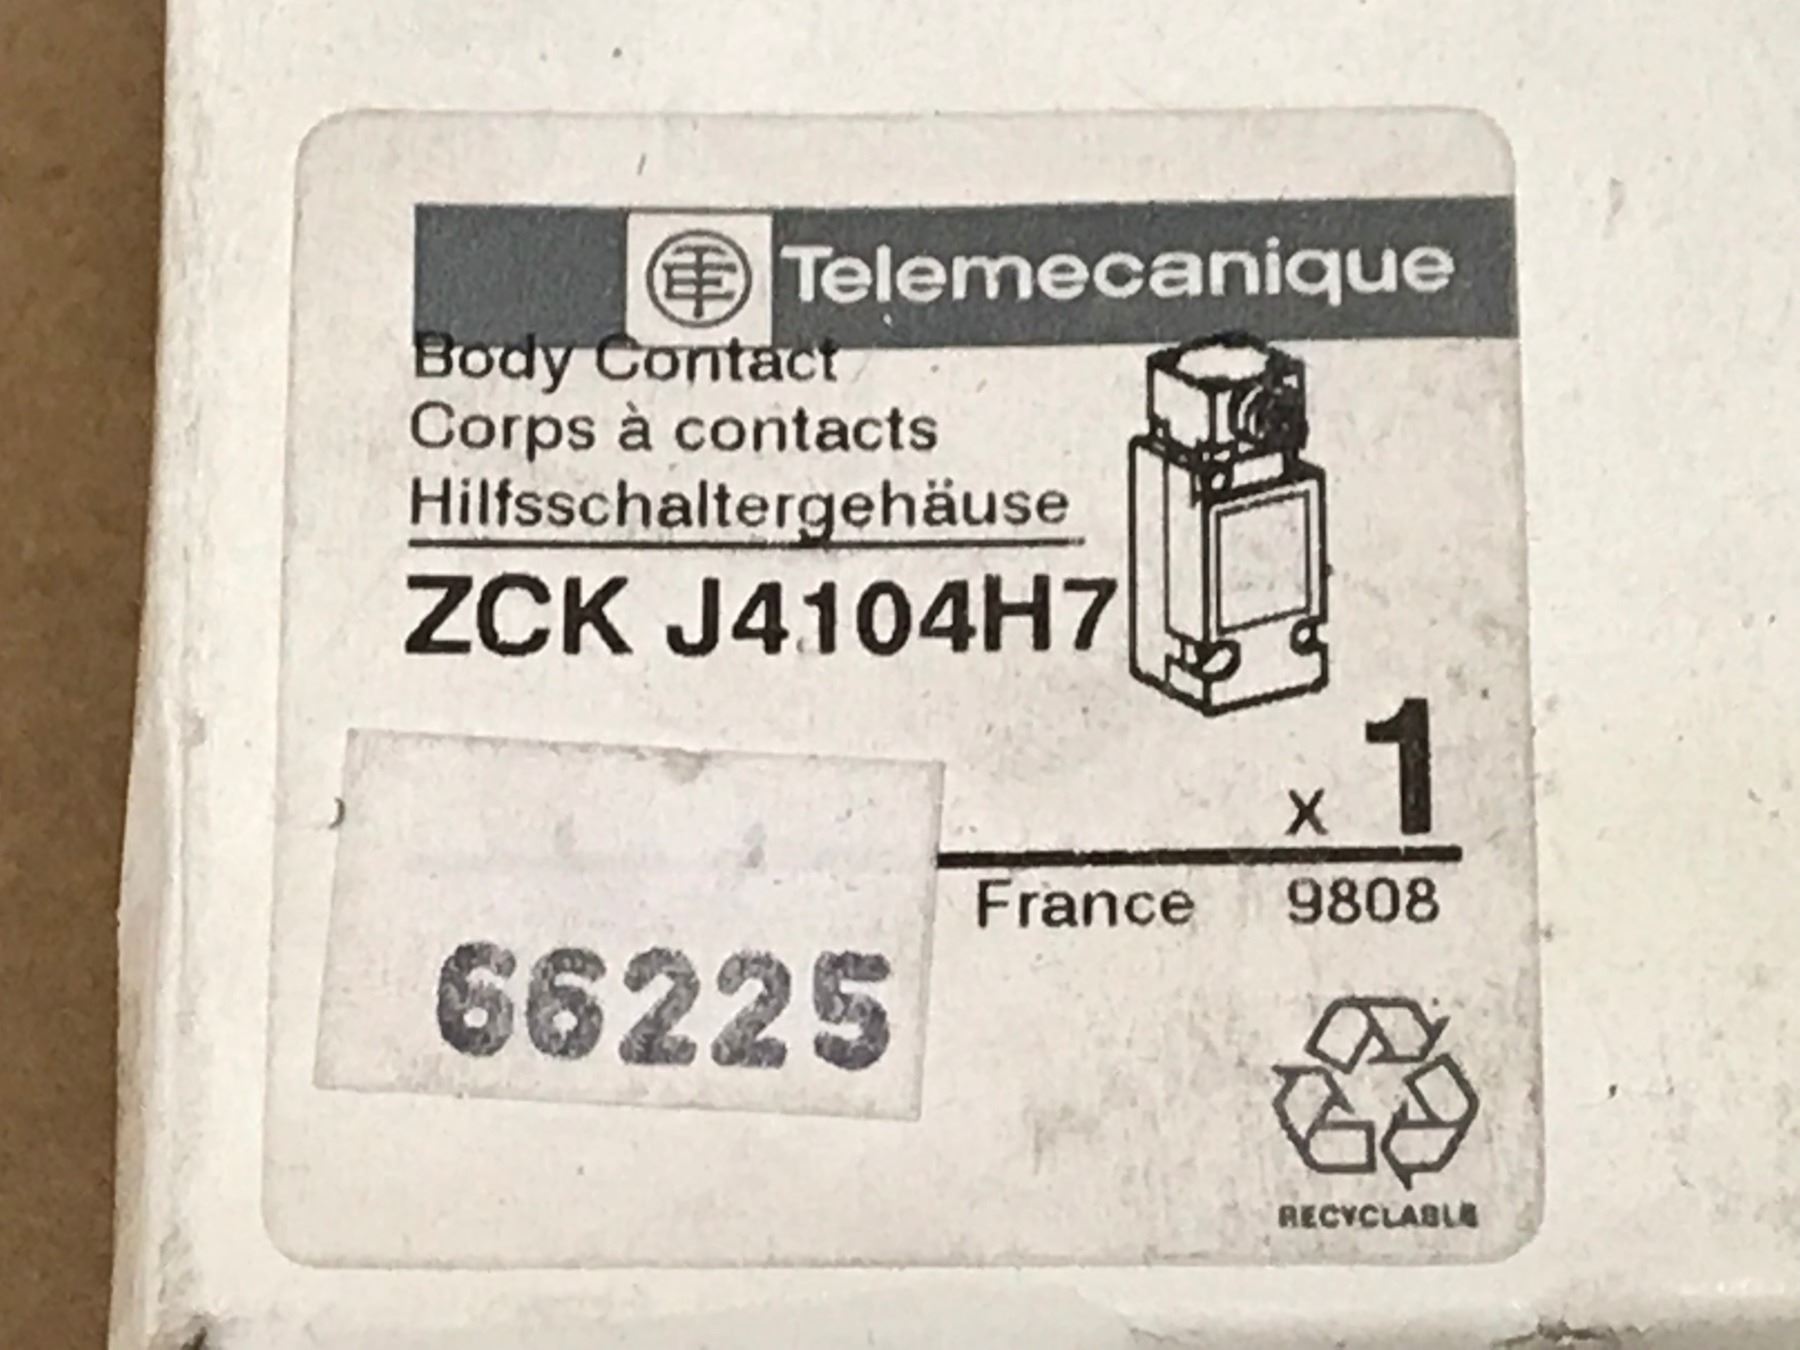 Telemecanique
Body Contact
Corps à contacts
Hilfsschaltergehäuse
ZCK J4104H7
x 1
France 9808
66225
RECYCLABLE